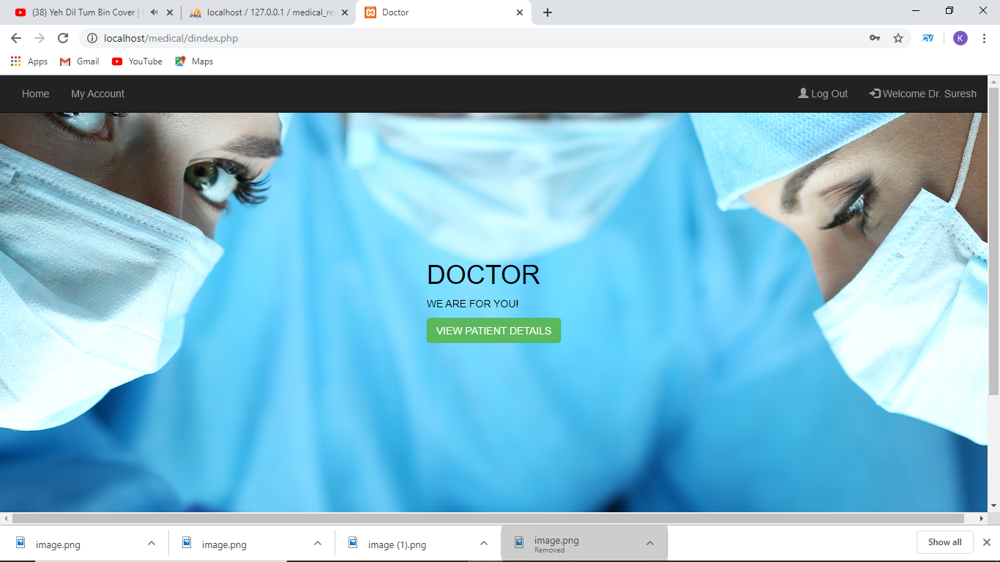 (38) Yeh Dil Tum Bin Cover |
localhost / 127.0.0.1 / medical_re
Doctor
localhost/medical/dindex.php
K
Apps
Gmail
YouTube
Maps
Home
My Account
Log Out
Welcome Dr. Suresh
DOCTOR
WE ARE FOR YOU!
VIEW PATIENT DETAILS
image.png
image.png
image (1).png
image.png
Removed
Show all